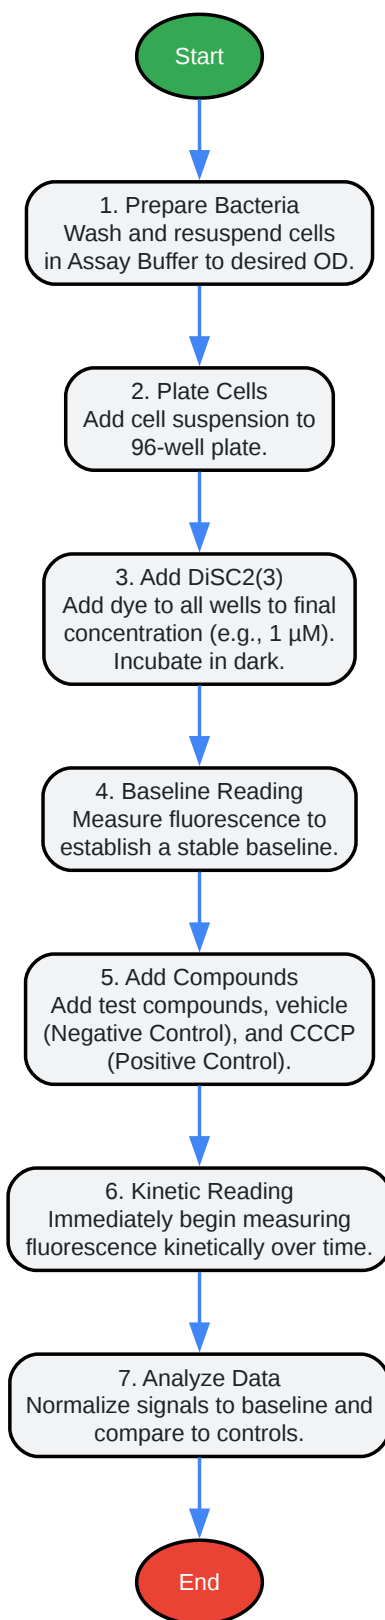 Start
1. Prepare Bacteria
Wash and resuspend cells
in Assay Buffer to desired OD.
2. Plate Cells
Add cell suspension to
96-well plate.
3. Add DiSC2(3)
Add dye to all wells to final
concentration (e.g., 1 µM).
Incubate in dark.
4. Baseline Reading
Measure fluorescence to
establish a stable baseline.
5. Add Compounds
Add test compounds, vehicle
(Negative Control), and CCCP
(Positive Control).
6. Kinetic Reading
Immediately begin measuring
fluorescence kinetically over time.
7. Analyze Data
Normalize signals to baseline and
compare to controls.
End